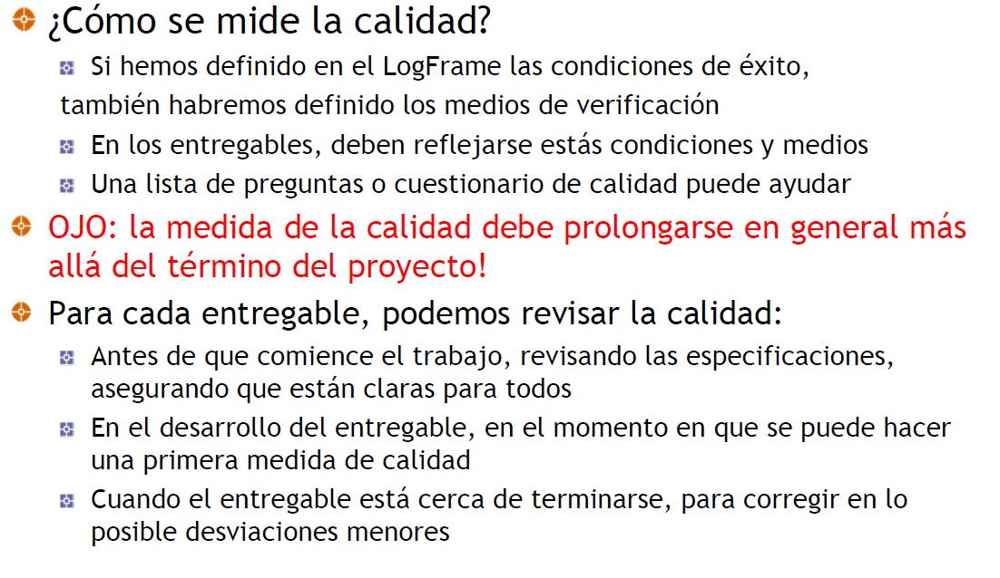 ¿Cómo se mide la calidad?
Si hemos definido en el LogFrame las condiciones de éxito,
también habremos definido los medios de verificación
En los entregables, deben reflejarse estás condiciones y medios
Una lista de preguntas o cuestionario de calidad puede ayudar
OJO: la medida de la calidad debe prolongarse en general más
allá del término del proyecto!
Para cada entregable, podemos revisar la calidad:
Antes de que comience el trabajo, revisando las especificaciones,
asegurando que están claras para todos
En el desarrollo del entregable, en el momento en que se puede hacer
una primera medida de calidad
Cuando el entregable está cerca de terminarse, para corregir en lo
posible desviaciones menores